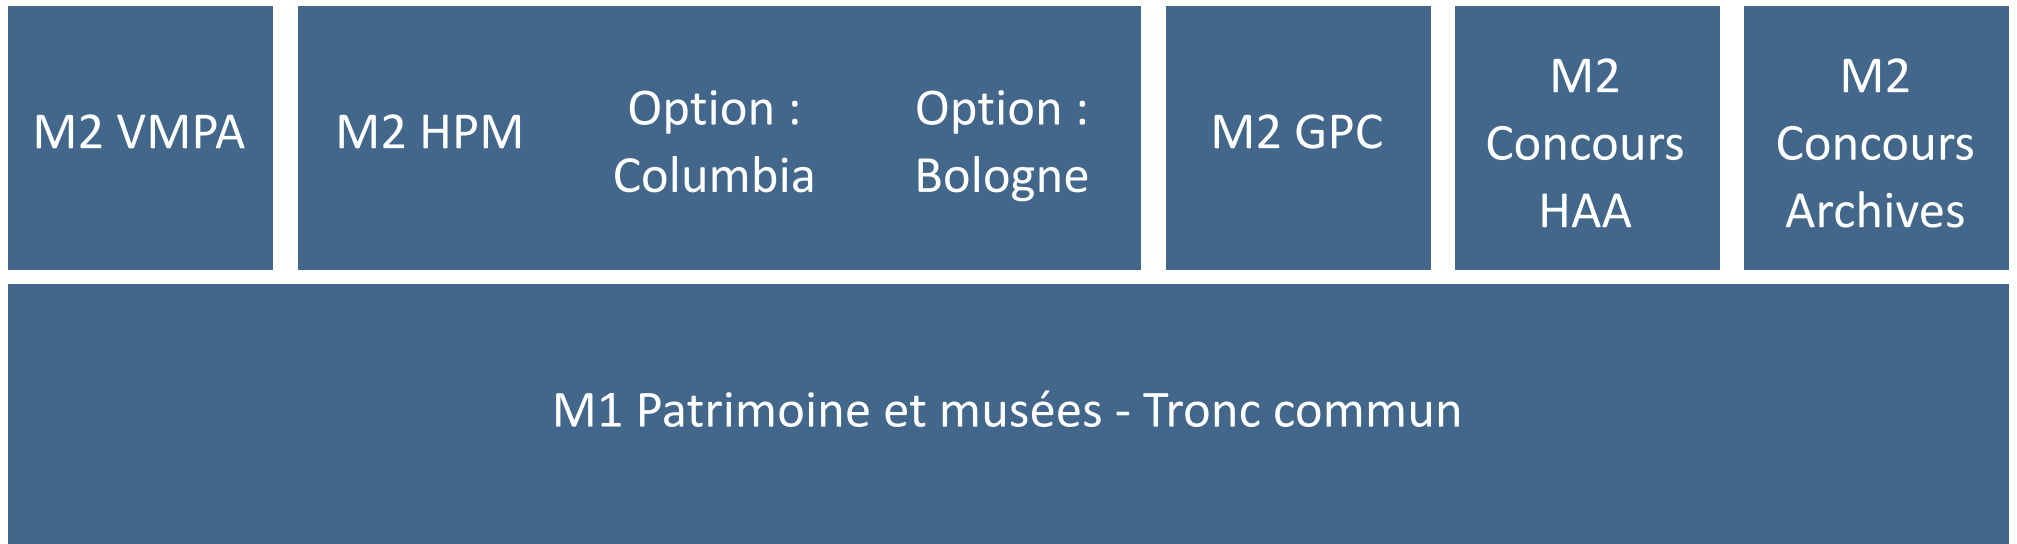 M2 VMPA
M2 HPM
Option :
Columbia
Option :
Bologne
M2 GPC
M2
Concours
HAA
M2
Concours
Archives
M1 Patrimoine et musées - Tronc commun